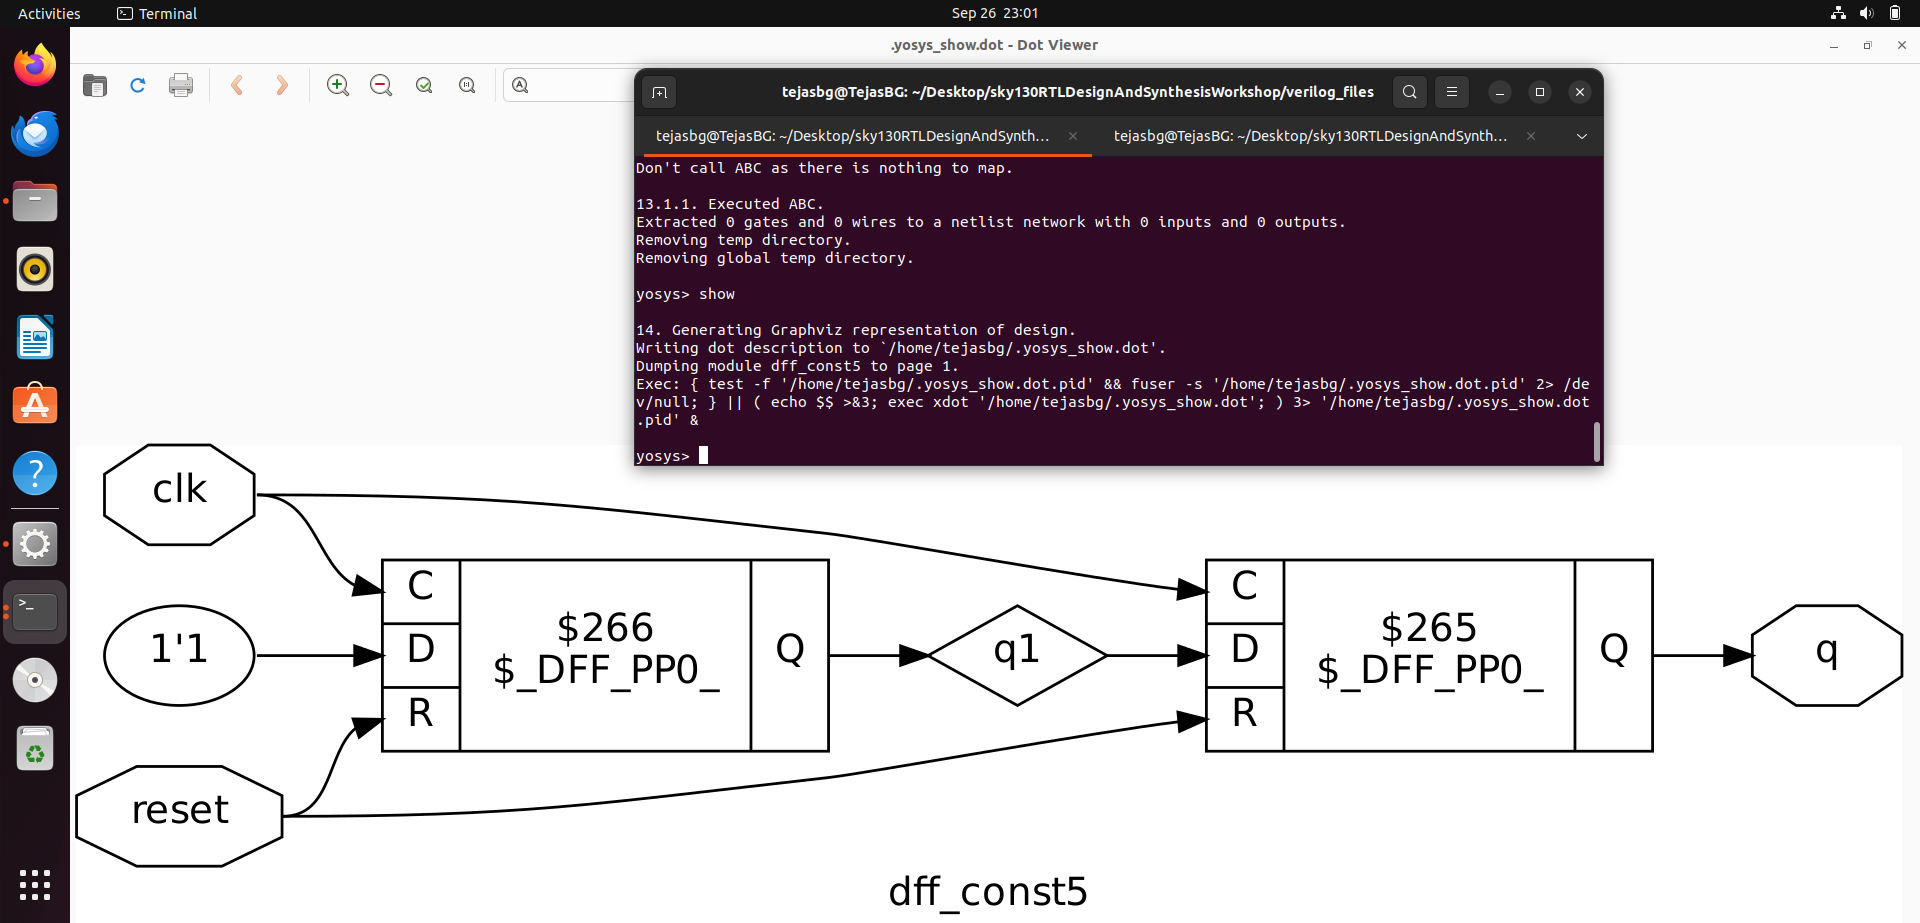 Activities
Terminal
Sep 26 23:01
.yosys_show.dot - Dot Viewer
tejasbg@TejasBG: ~/Desktop/sky130RTLDesignAndSynthesisWorkshop/verilog_files
tejasbg@TejasBG: ~/Desktop/sky130RTLDesignAndSynth...
tejasbg@TejasBG: ~/Desktop/sky130RTLDesignAndSynth...
Don't call ABC as there is nothing to map.
13.1.1. Executed ABC.
Extracted 0 gates and 0 wires to a netlist network with 0 inputs and 0 outputs.
Removing temp directory.
Removing global temp directory.
yosys> show
14. Generating Graphviz representation of design.
Writing dot description to `/home/tejasbg/.yosys_show.dot'.
Dumping module dff_const5 to page 1.
Exec: { test -f '/home/tejasbg/.yosys_show.dot.pid' && fuser -s '/home/tejasbg/.yosys_show.dot.pid' 2> /de
v/null; } || ( echo $$ >&3; exec xdot '/home/tejasbg/.yosys_show.dot'; ) 3> '/home/tejasbg/.yosys_show.dot
.pid' &
yosys>
clk
1'1
reset
C
D
R
$266
$_DFF_PP0_
Q
q1
C
D
R
$265
$_DFF_PP0_
Q
q
dff_const5